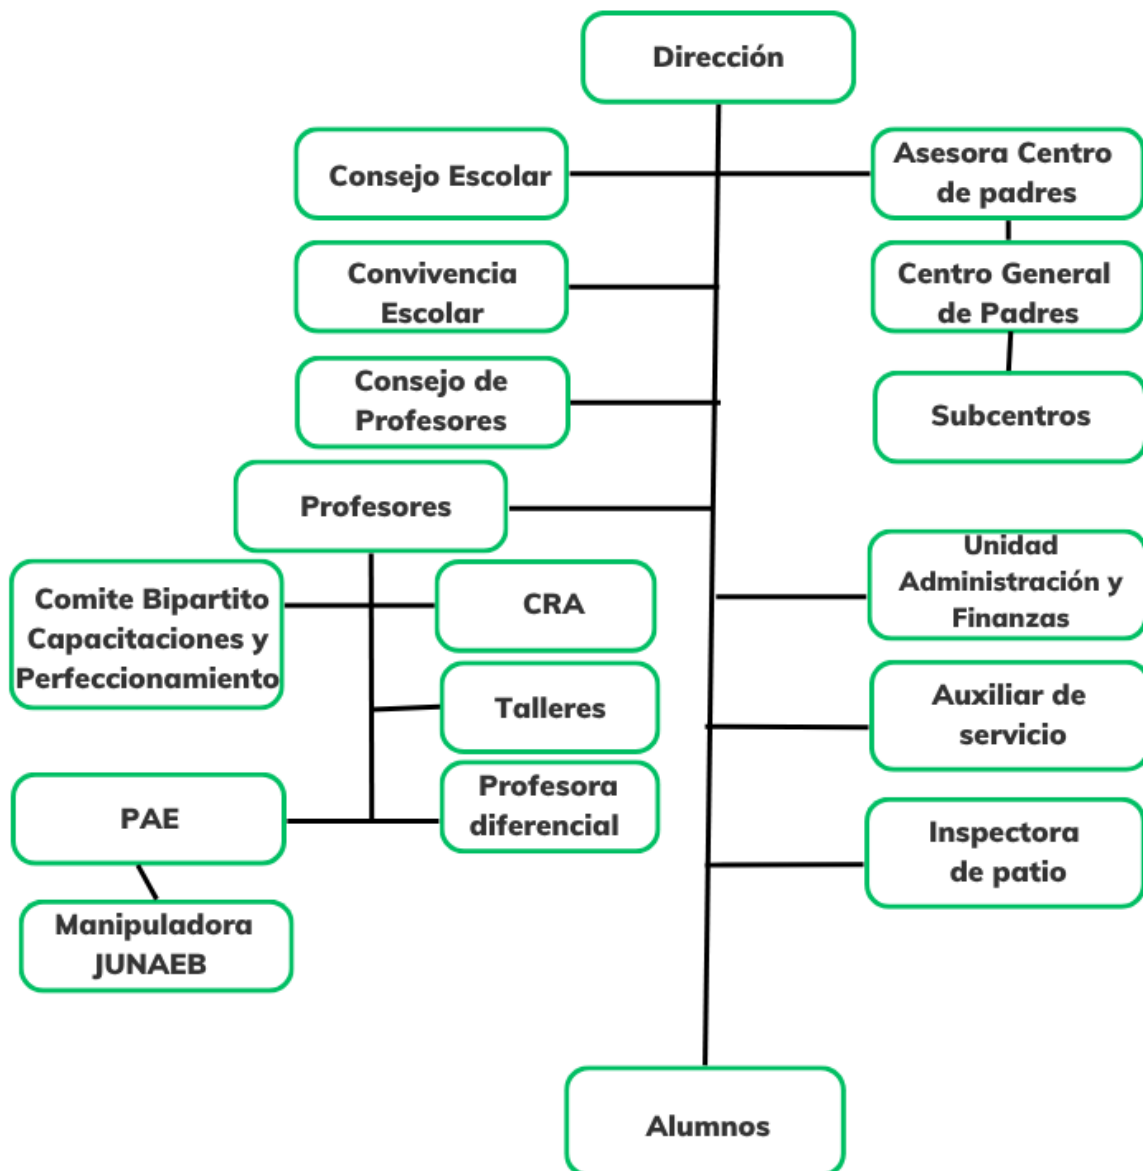 Dirección
Consejo Escolar
Asesora Centro
de padres
Convivencia
Escolar
Centro General
de Padres
Consejo de
Profesores
Subcentros
Profesores
Unidad
Administración y
Finanzas
Comite Bipartito
Capacitaciones y
Perfeccionamiento
CRA
Talleres
Auxiliar de
servicio
PAE
Profesora
diferencial
Inspectora
de patio
Manipuladora
JUNAEB
Alumnos